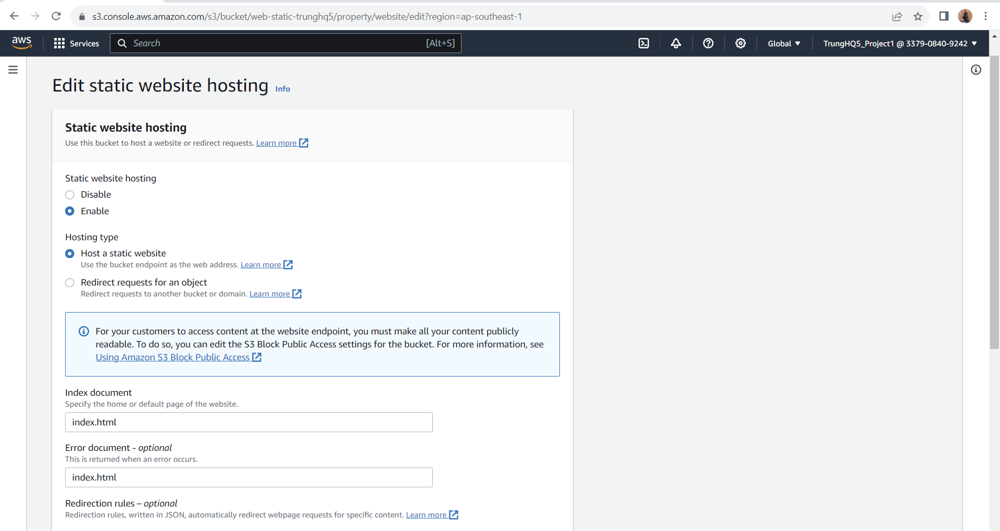 s3.console.aws.amazon.com/s3/bucket/web-static-trunghq5/property/website/edit?region=ap-southeast-1
aws Services Search [Alt+S] Global TrungHQ5_Project1 @ 3379-0840-9242
Edit static website hosting Info
Static website hosting
Use this bucket to host a website or redirect requests. Learn more
Static website hosting
Disable
Enable
Hosting type
Host a static website
Use the bucket endpoint as the web address. Learn more
Redirect requests for an object
Redirect requests to another bucket or domain. Learn more
For your customers to access content at the website endpoint, you must make all your content publicly
readable. To do so, you can edit the S3 Block Public Access settings for the bucket. For more information, see
Using Amazon S3 Block Public Access
Index document
Specify the home or default page of the website.
index.html
Error document - optional
This is returned when an error occurs.
index.html
Redirection rules – optional
Redirection rules, written in JSON, automatically redirect webpage requests for specific content. Learn more